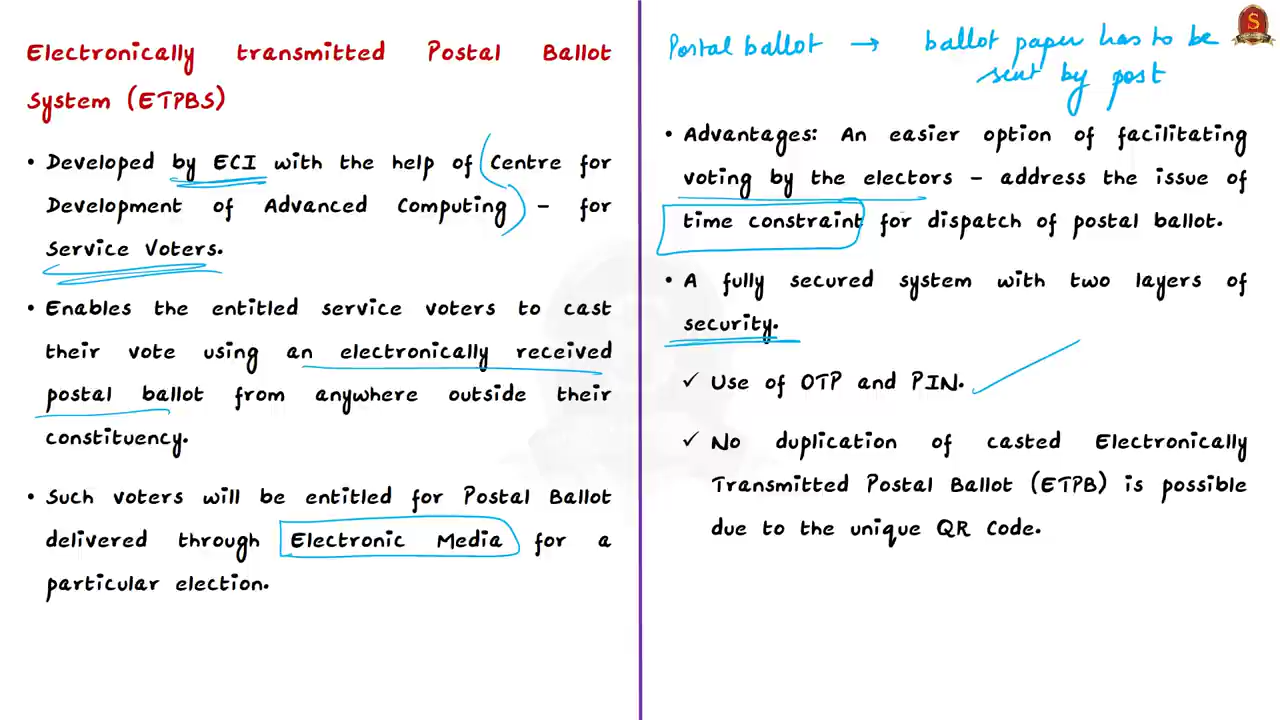 Electronically transmitted Postal Ballot
System (ETPBS)
• Developed by ECI with the help of Centre for
Development of Advanced Computing – for
Service Voters.
• Enables the entitled service voters to cast
their vote using an electronically received
postal ballot from anywhere outside their
constituency.
• Such voters will be entitled for Postal Ballot
delivered through Electronic Media for a
particular election.
Postal ballot → ballot paper has to be
sent by post
• Advantages: An easier option of facilitating
voting by the electors – address the issue of
time constraint for dispatch of postal ballot.
• A fully secured system with two layers of
security.
✓ Use of OTP and PIN.
✓ No duplication of casted Electronically
Transmitted Postal Ballot (ETPB) is possible
due to the unique QR Code.
S